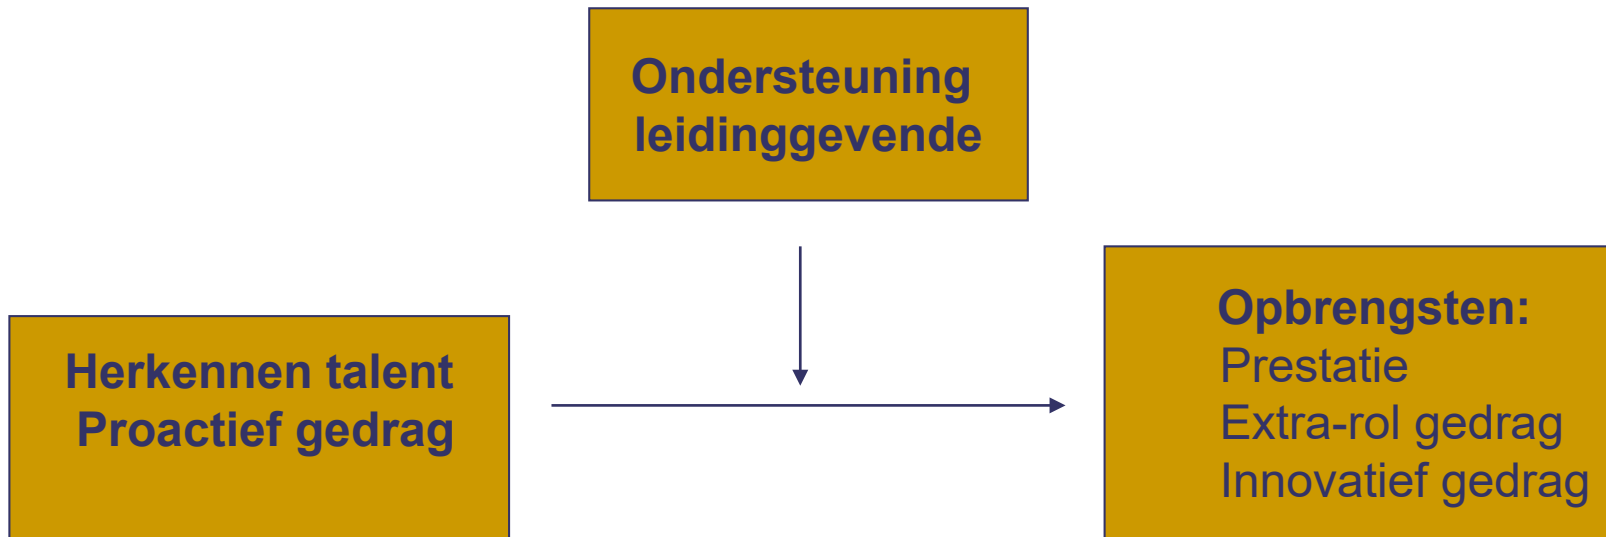 Ondersteuning
leidinggevende
Herkennen talent
Proactief gedrag
Opbrengsten:
Prestatie
Extra-rol gedrag
Innovatief gedrag